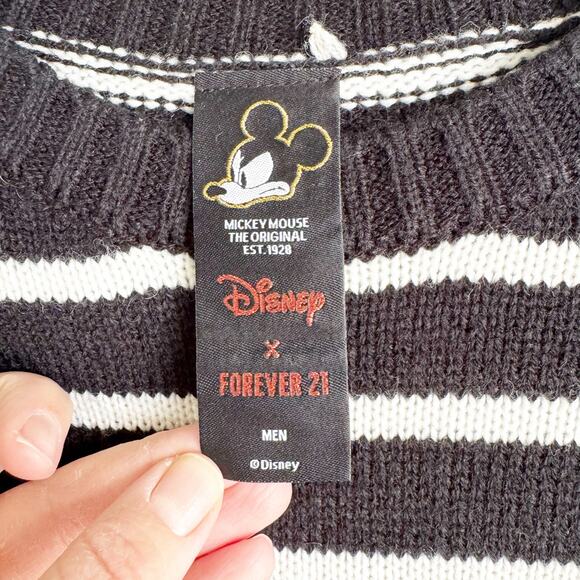 MICKEY MOUSE
THE ORIGINAL
EST. 1928
Disney
X
FOREVER 21
MEN
©Disney